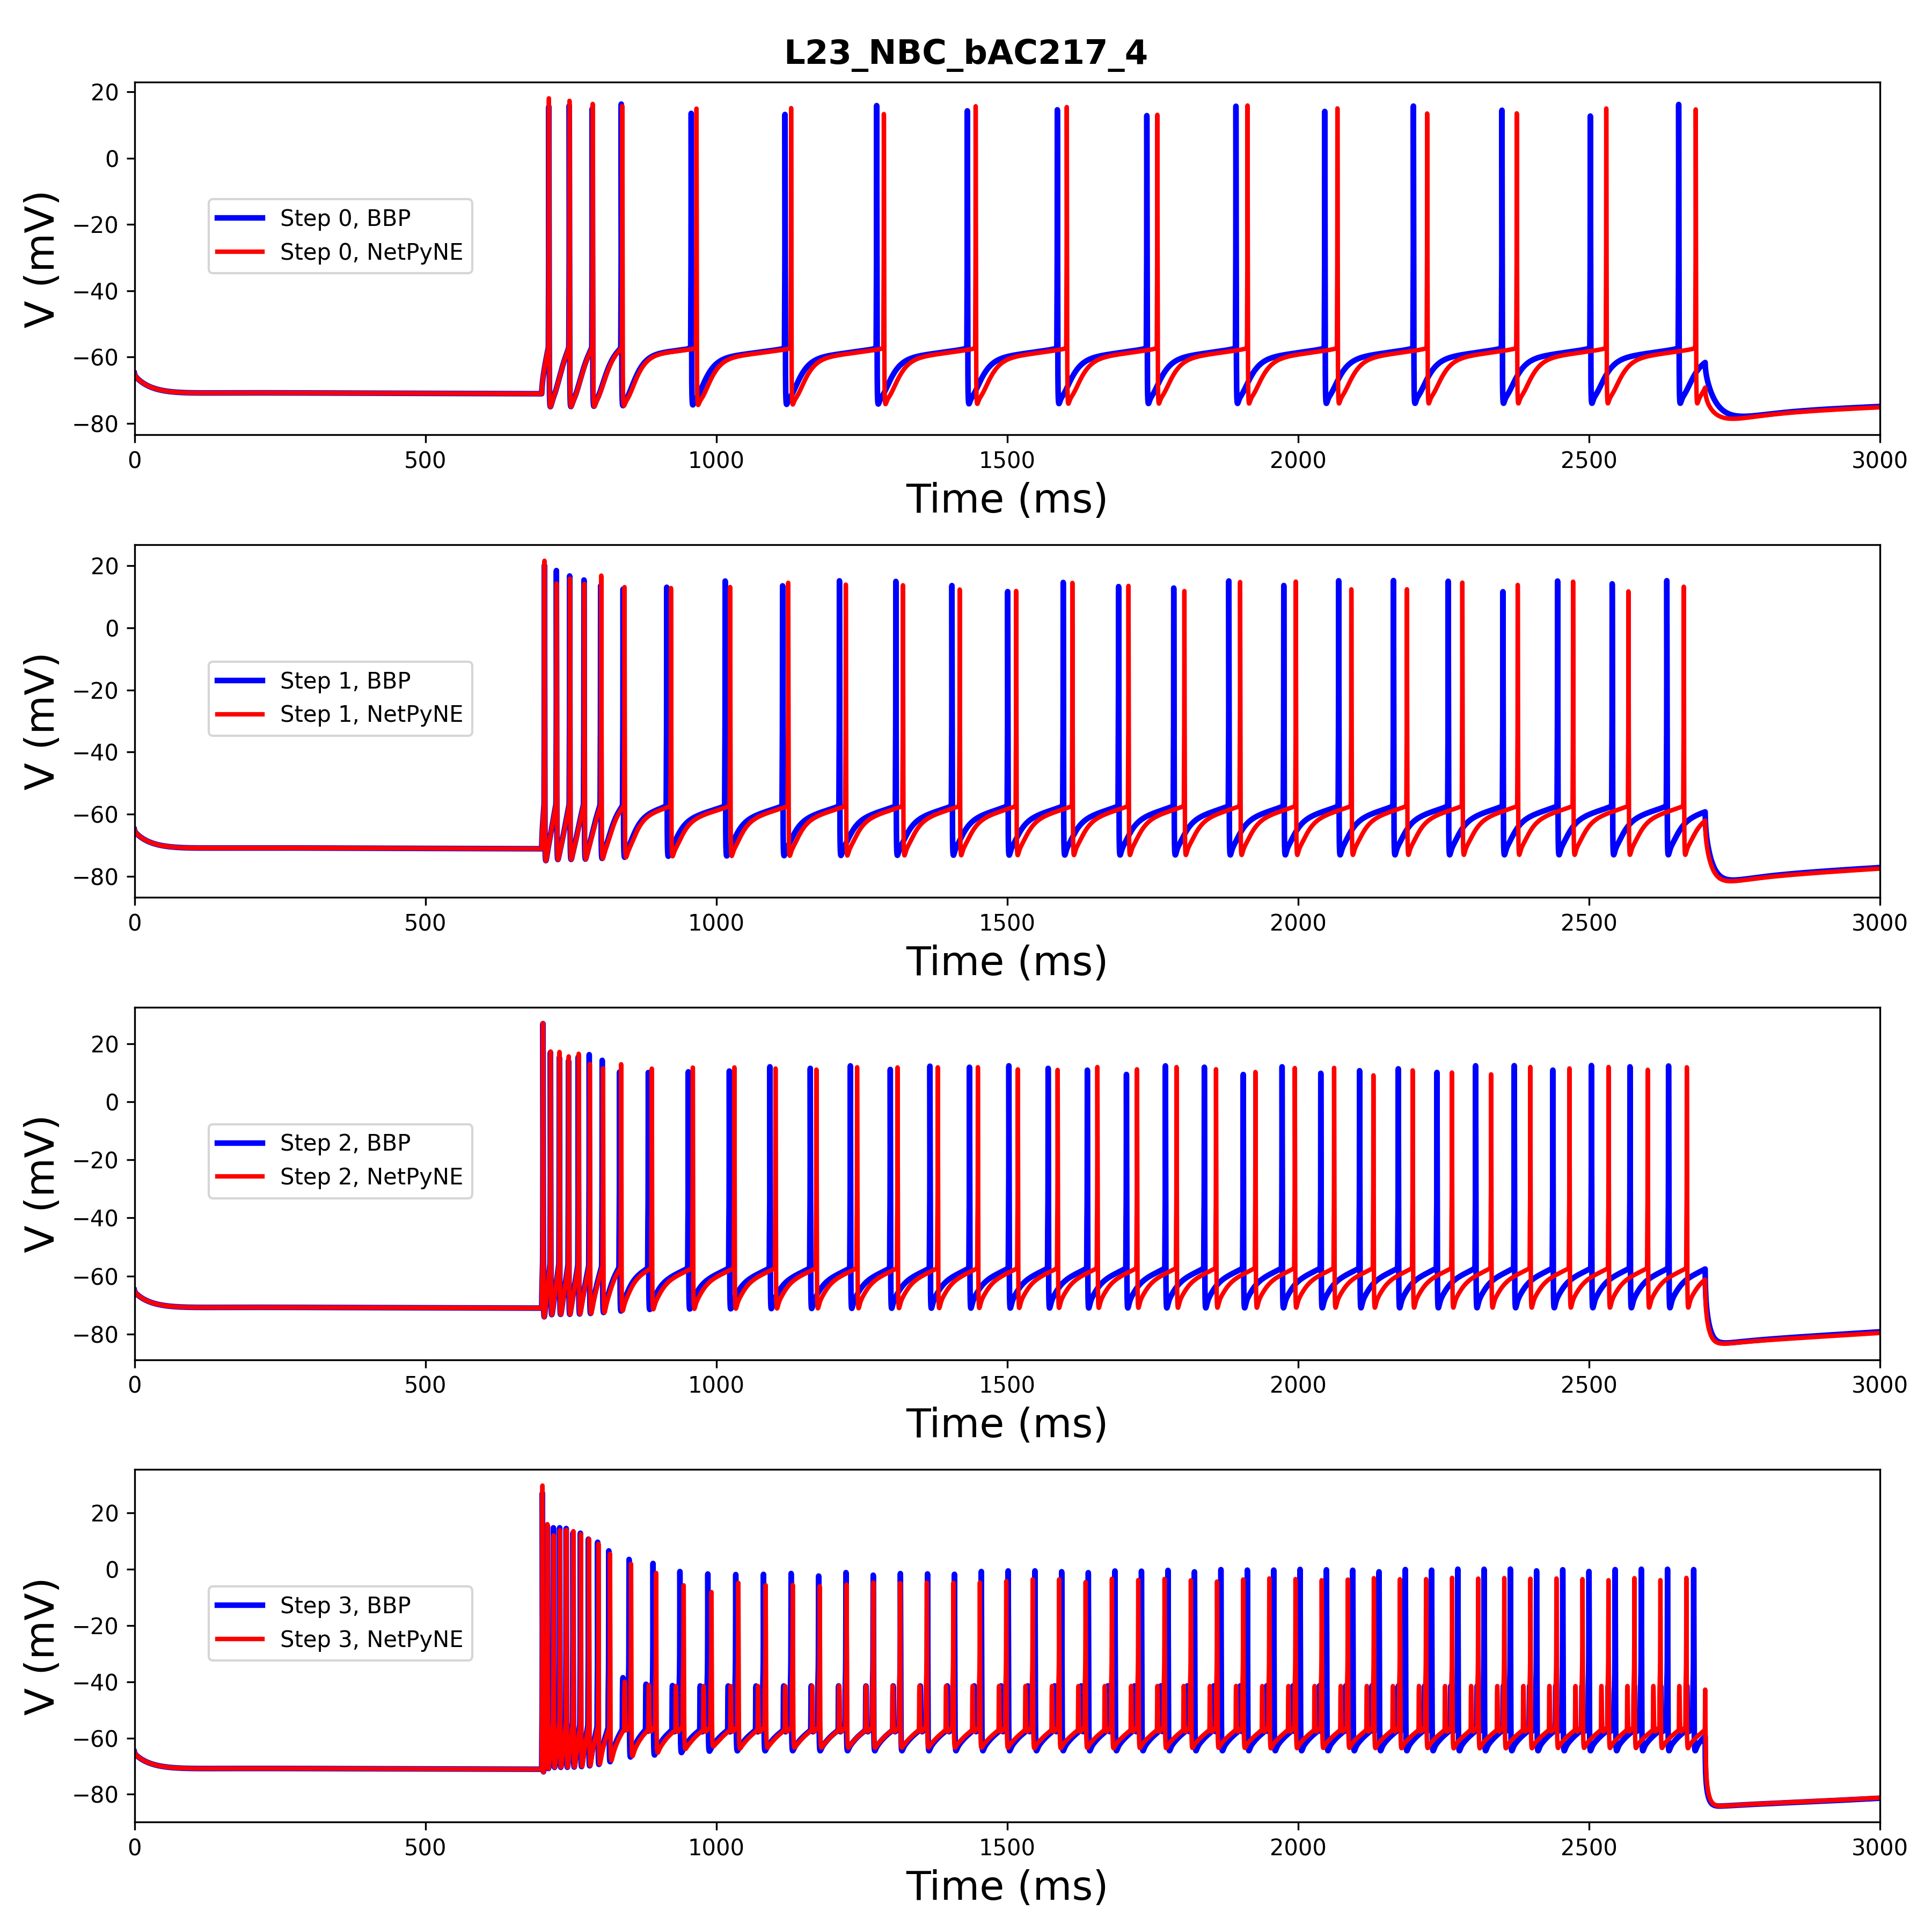 L23_NBC_bAC217_4
20
0
−20
−40
−60
−80
V (mV)
Step 0, BBP
Step 0, NetPyNE
0 500 1000 1500 2000 2500 3000
Time (ms)
20
0
−20
−40
−60
−80
V (mV)
Step 1, BBP
Step 1, NetPyNE
0 500 1000 1500 2000 2500 3000
Time (ms)
20
0
−20
−40
−60
−80
V (mV)
Step 2, BBP
Step 2, NetPyNE
0 500 1000 1500 2000 2500 3000
Time (ms)
20
0
−20
−40
−60
−80
V (mV)
Step 3, BBP
Step 3, NetPyNE
0 500 1000 1500 2000 2500 3000
Time (ms)